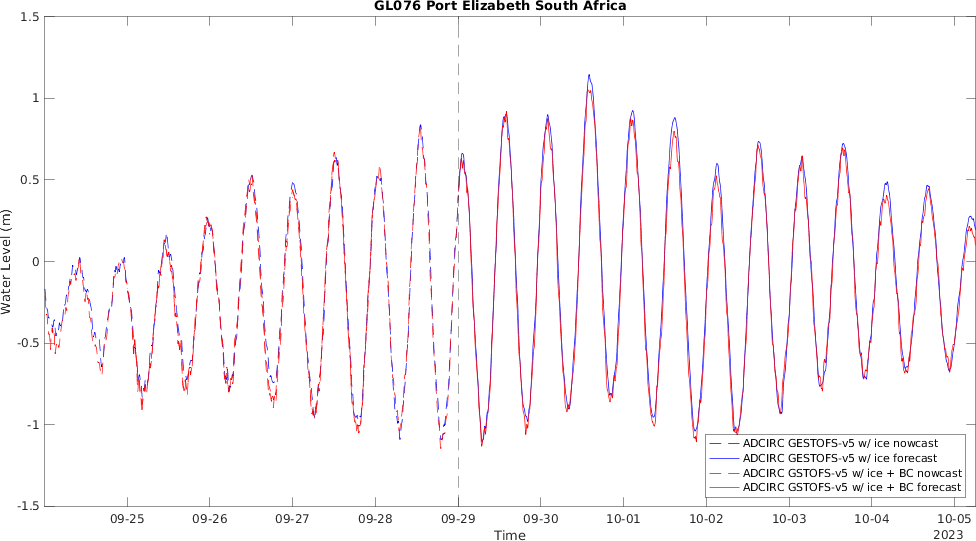 GL076 Port Elizabeth South Africa
1.5
1
0.5
0
-0.5
-1
-1.5
Water Level (m)
ADCIRC GESTOFS-v5 w/ ice nowcast
ADCIRC GESTOFS-v5 w/ ice forecast
ADCIRC GSTOFS-v5 w/ ice + BC nowcast
ADCIRC GSTOFS-v5 w/ ice + BC forecast
09-25 09-26 09-27 09-28 09-29 09-30 10-01 10-02 10-03 10-04 10-05
Time
2023